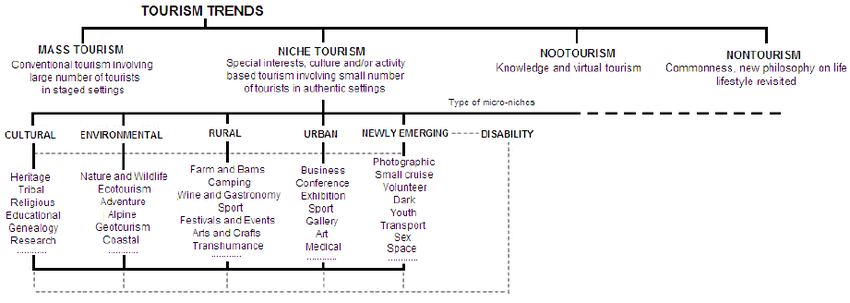 TOURISM TRENDS
MASS TOURISM
Conventional tourism involving
large number of tourists
in staged settings
NICHE TOURISM
Special interests, culture and/or activity
based tourism involving small number
of tourists in authentic settings
NOOTOURISM
Knowledge and virtual tourism
NONTOURISM
Commonness, new philosophy on life
lifestyle revisited
Type of micro-niches
CULTURAL
Heritage
Tribal
Religious
Educational
Genealogy
Research
............
ENVIRONMENTAL
Nature and Wildlife
Ecotourism
Adventure
Alpine
Geotourism
Coastal
............
RURAL
Farm and Barns
Camping
Wine and Gastronomy
Sport
Festivals and Events
Arts and Crafts
Transhumance
............
URBAN
Business
Conference
Exhibition
Sport
Gallery
Art
Medical
............
NEWLY EMERGING
Photographic
Small cruise
Volunteer
Dark
Youth
Transport
Sex
Space
............
DISABILITY